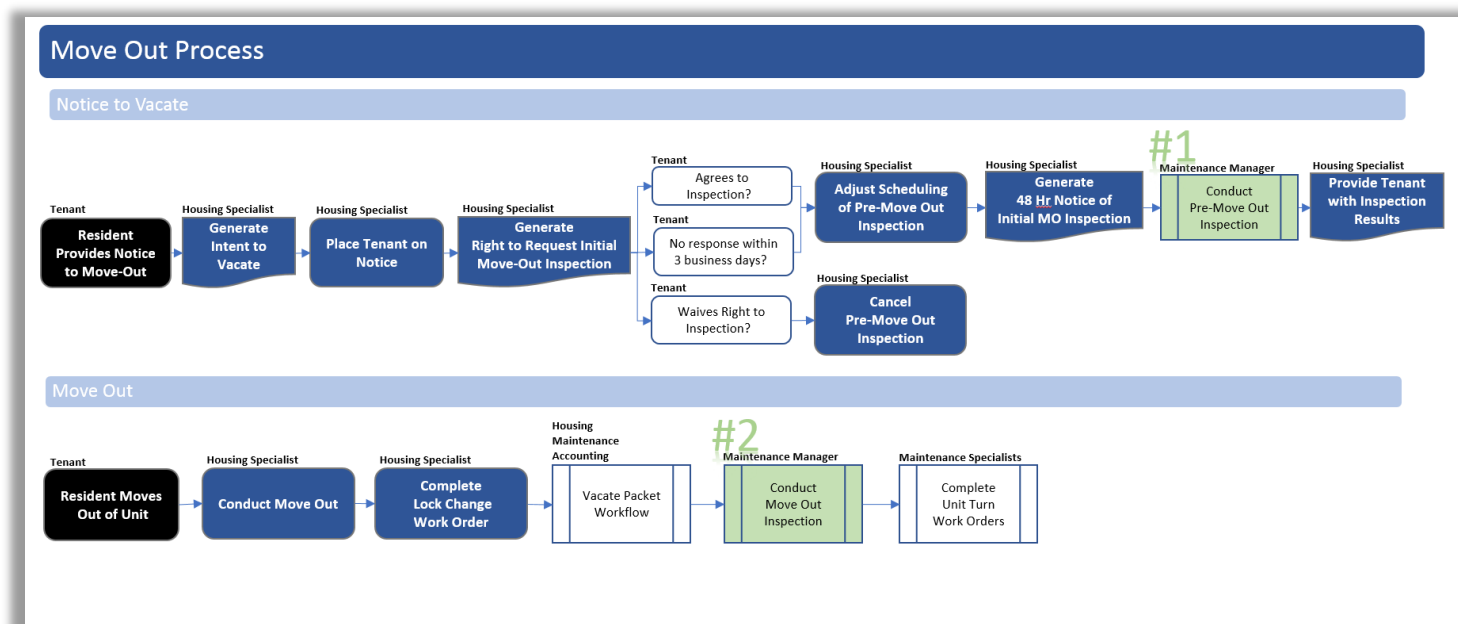 Move Out Process
Notice to Vacate
Tenant
Resident
Provides Notice
to Move-Out
Housing Specialist
Generate
Intent to
Vacate
Housing Specialist
Place Tenant on
Notice
Housing Specialist
Generate
Right to Request Initial
Move-Out Inspection
Tenant
Agrees to
Inspection?
Tenant
No response within
3 business days?
Tenant
Waives Right to
Inspection?
Housing Specialist
Adjust Scheduling
of Pre-Move Out
Inspection
Housing Specialist
Cancel
Pre-Move Out
Inspection
Housing Specialist
Generate
48 Hr Notice of
Initial MO Inspection
#1
Maintenance Manager
Conduct
Pre-Move Out
Inspection
Housing Specialist
Provide Tenant
with Inspection
Results
Move Out
Tenant
Resident Moves
Out of Unit
Housing Specialist
Conduct Move Out
Housing Specialist
Complete
Lock Change
Work Order
Housing
Maintenance
Accounting
Vacate Packet
Workflow
#2
Maintenance Manager
Conduct
Move Out
Inspection
Maintenance Specialists
Complete
Unit Turn
Work Orders